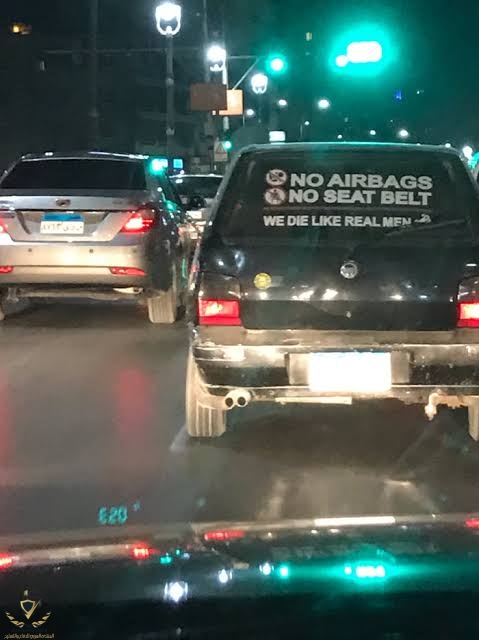 NO AIRBAGS
NO SEAT BELT
WE DIE LIKE REAL MEN